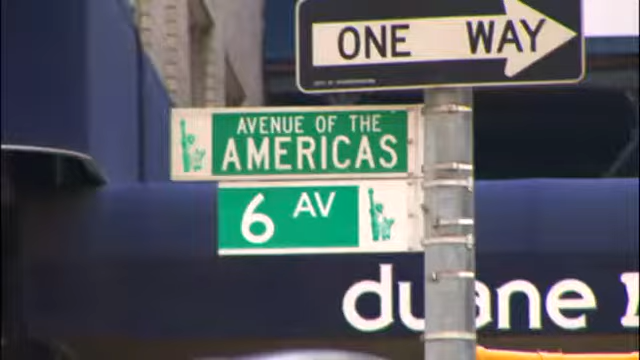 ONE WAY
AVENUE OF THE
AMERICAS
6 AV
duane